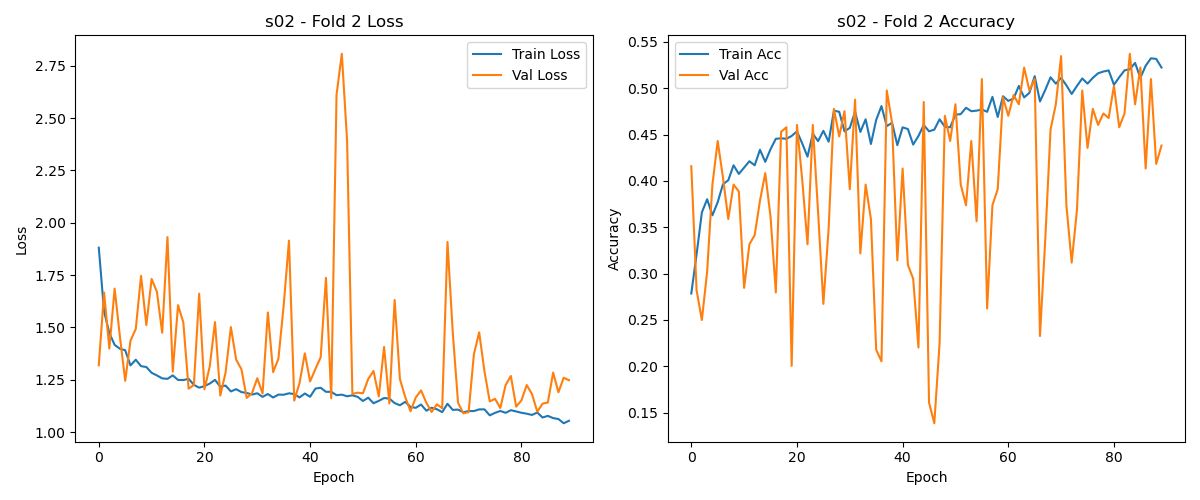 s02 - Fold 2 Loss
Train Loss
Val Loss
2.75
2.50
2.25
2.00
1.75
1.50
1.25
1.00
Loss
0
20
40
60
80
Epoch
s02 - Fold 2 Accuracy
Train Acc
Val Acc
0.55
0.50
0.45
0.40
0.35
0.30
0.25
0.20
0.15
Accuracy
0
20
40
60
80
Epoch